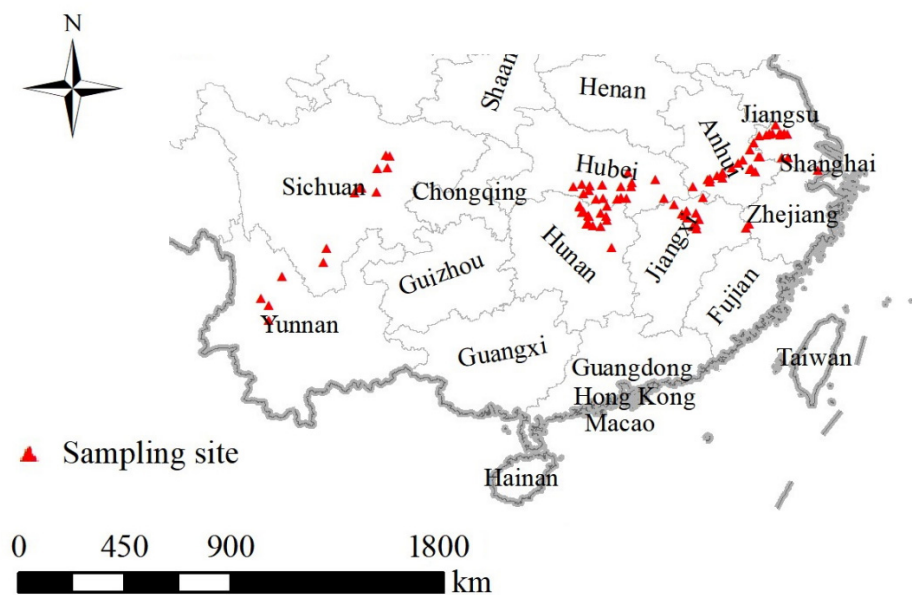 N
Shaan
Henan
Jiangsu
Anhui
Hubei
Shanghai
Sichuan
Chongqing
Zhejiang
Hunan
Jiangxi
Guizhou
Fujian
Yunnan
Guangxi
Taiwan
Guangdong
Hong Kong
Macao
Sampling site
Hainan
0 450 900 1800
km